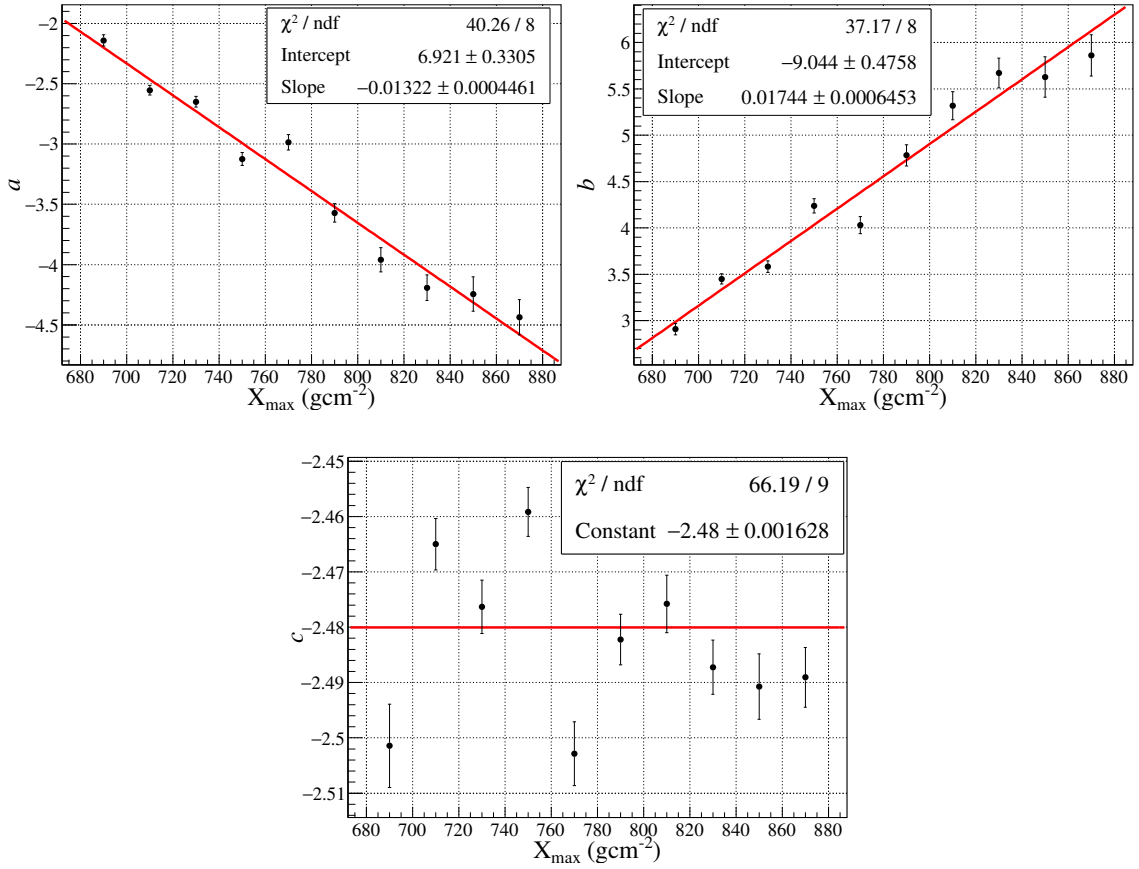 χ² / ndf 40.26 / 8
Intercept 6.921 ± 0.3305
Slope −0.01322 ± 0.0004461
−2
−2.5
−3
−3.5
−4
−4.5
a
680 700 720 740 760 780 800 820 840 860 880
X_max (gcm⁻²)
χ² / ndf 37.17 / 8
Intercept −9.044 ± 0.4758
Slope 0.01744 ± 0.0006453
6
5.5
5
4.5
4
3.5
3
b
680 700 720 740 760 780 800 820 840 860 880
X_max (gcm⁻²)
χ² / ndf 66.19 / 9
Constant −2.48 ± 0.001628
−2.45
−2.46
−2.47
−2.48
−2.49
−2.5
−2.51
c
680 700 720 740 760 780 800 820 840 860 880
X_max (gcm⁻²)